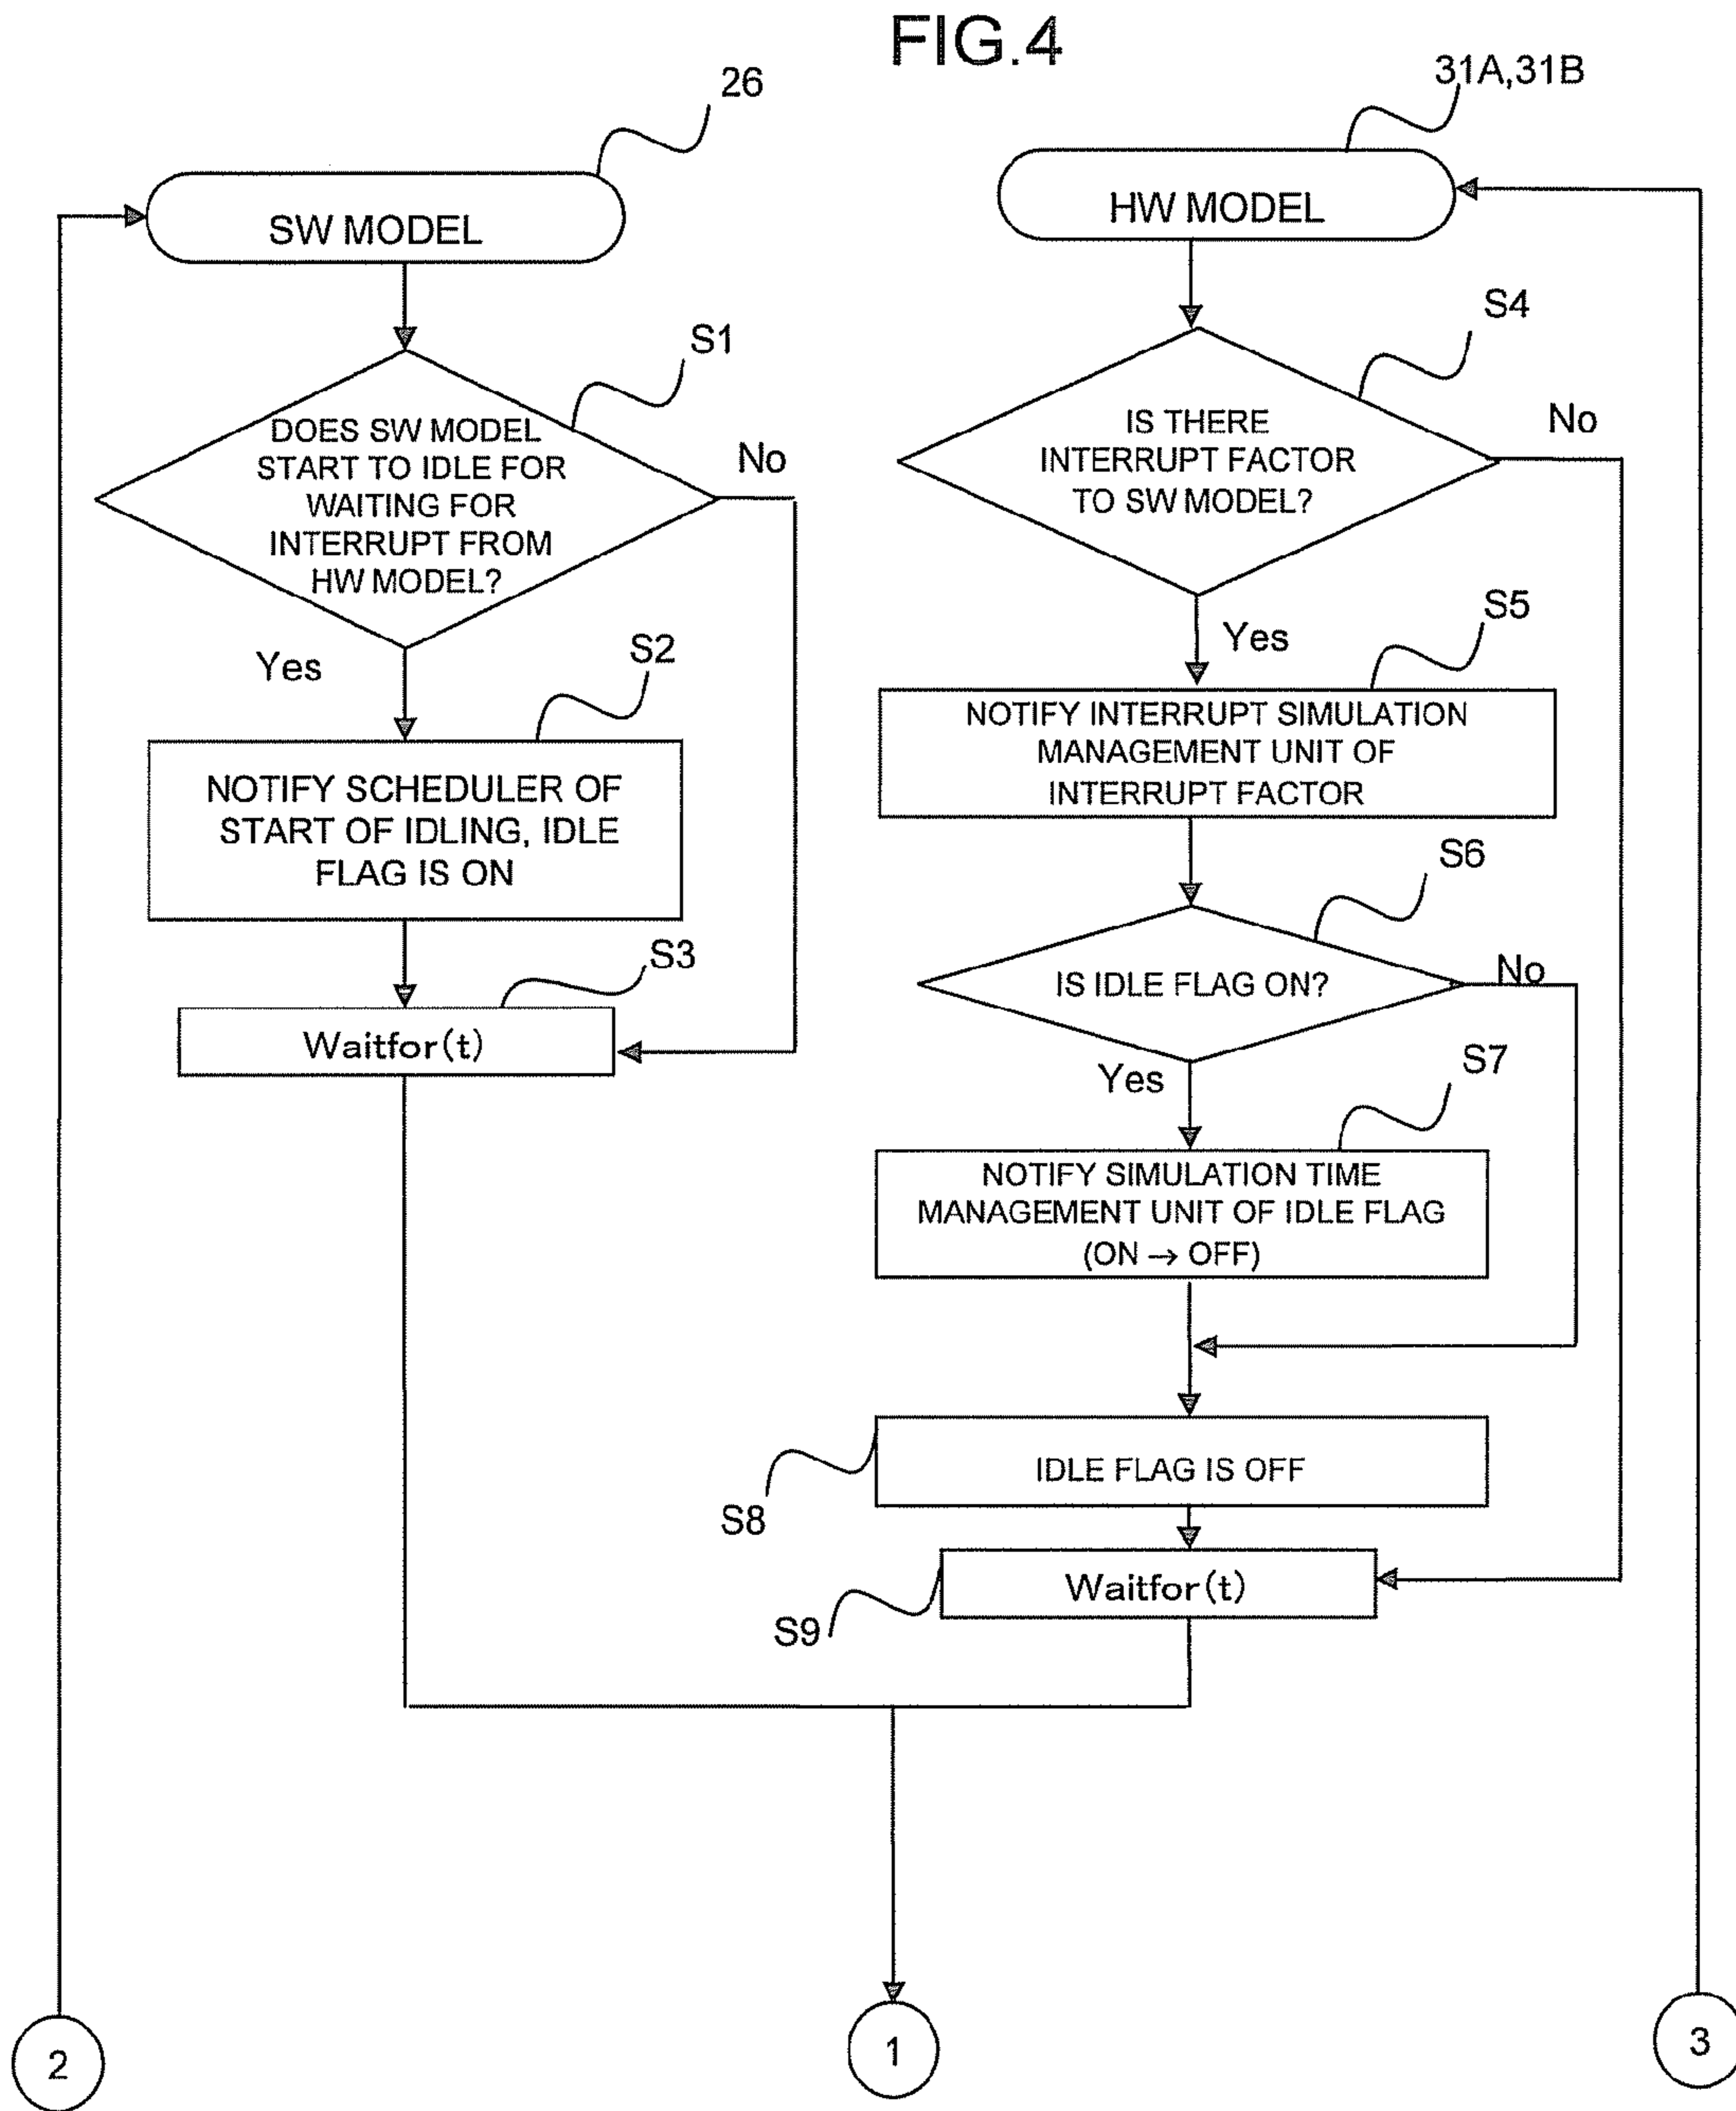 FIG.4
26
SW MODEL
S1
DOES SW MODEL
START TO IDLE FOR
WAITING FOR
INTERRUPT FROM
HW MODEL?
No
Yes
S2
NOTIFY SCHEDULER OF
START OF IDLING, IDLE
FLAG IS ON
S3
Waitfor(t)
31A,31B
HW MODEL
S4
IS THERE
INTERRUPT FACTOR
TO SW MODEL?
No
Yes
S5
NOTIFY INTERRUPT SIMULATION
MANAGEMENT UNIT OF
INTERRUPT FACTOR
S6
IS IDLE FLAG ON?
No
Yes
S7
NOTIFY SIMULATION TIME
MANAGEMENT UNIT OF IDLE FLAG
(ON → OFF)
IDLE FLAG IS OFF
S8
Waitfor(t)
S9
2
1
3